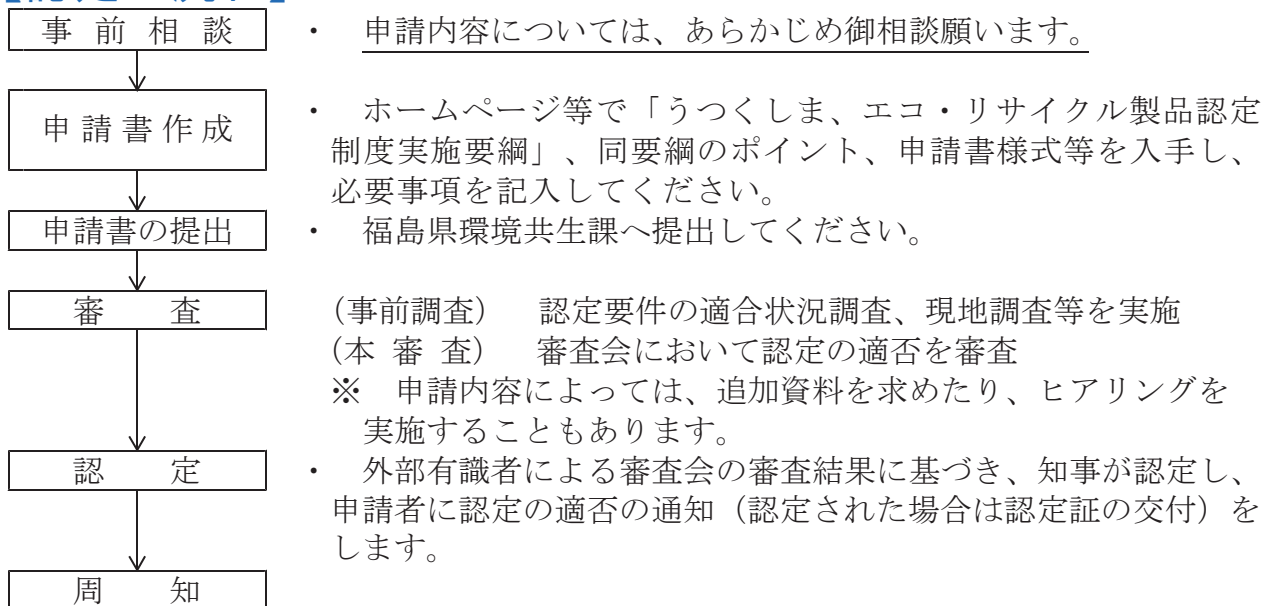 事前相談
・ 申請内容については、あらかじめ御相談願います。
申請書作成
・ ホームページ等で「うつくしま、エコ・リサイクル製品認定
制度実施要綱」、同要綱のポイント、申請書様式等を入手し、
必要事項を記入してください。
申請書の提出
・ 福島県環境共生課へ提出してください。
審 査
(事前調査) 認定要件の適合状況調査、現地調査等を実施
(本 審 査) 審査会において認定の適否を審査
※ 申請内容によっては、追加資料を求めたり、ヒアリングを
実施することもあります。
認 定
・ 外部有識者による審査会の審査結果に基づき、知事が認定し、
申請者に認定の適否の通知(認定された場合は認定証の交付)を
します。
周 知